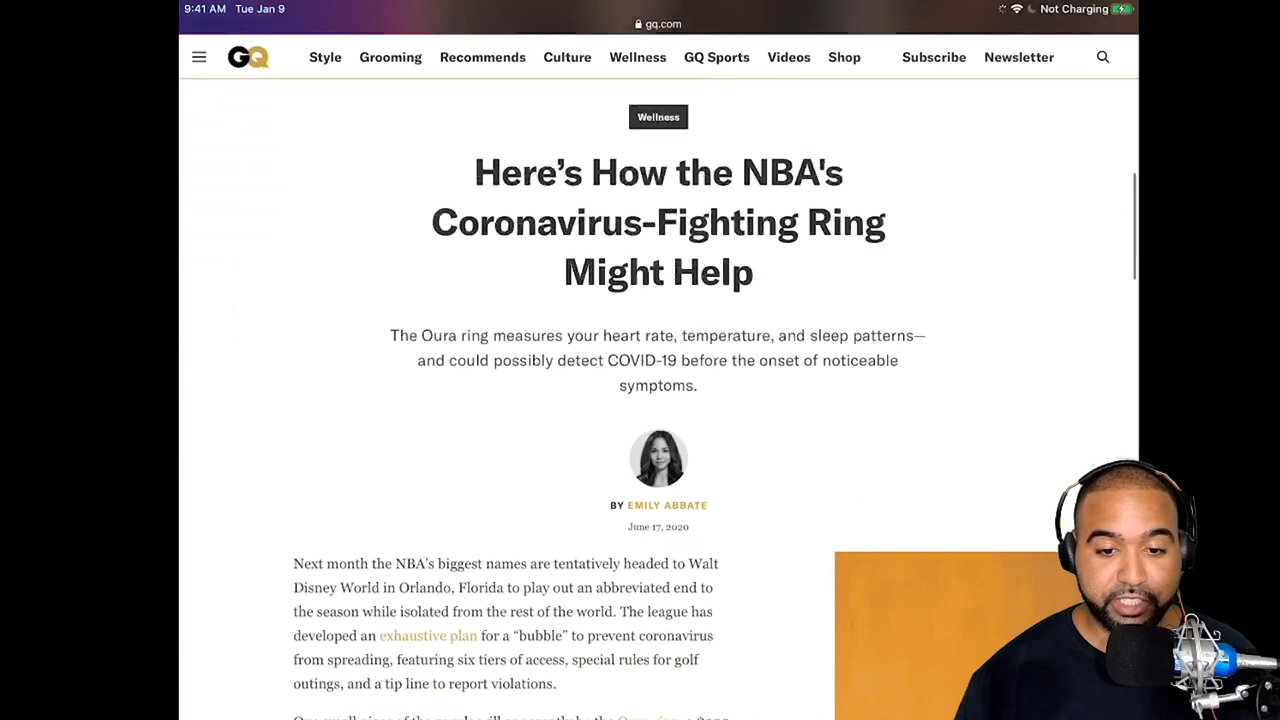 9:41 AM Tue Jan 9
Not Charging
gq.com
GQ
Style Grooming Recommends Culture Wellness GQ Sports Videos Shop Subscribe Newsletter
Wellness
Here’s How the NBA's
Coronavirus-Fighting Ring
Might Help
The Oura ring measures your heart rate, temperature, and sleep patterns—
and could possibly detect COVID-19 before the onset of noticeable
symptoms.
BY EMILY ABBATE
June 17, 2020
Next month the NBA’s biggest names are tentatively headed to Walt
Disney World in Orlando, Florida to play out an abbreviated end to
the season while isolated from the rest of the world. The league has
developed an exhaustive plan for a “bubble” to prevent coronavirus
from spreading, featuring six tiers of access, special rules for golf
outings, and a tip line to report violations.